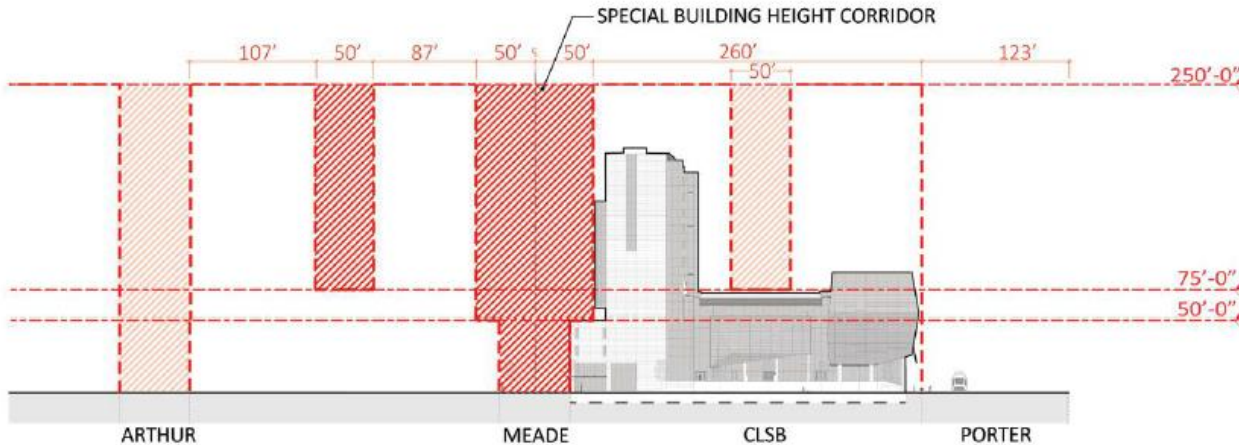 SPECIAL BUILDING HEIGHT CORRIDOR
107' 50' 87' 50' 50' 260' 123'
50'
250'-0"
75'-0"
50'-0"
ARTHUR MEADE CLSB PORTER